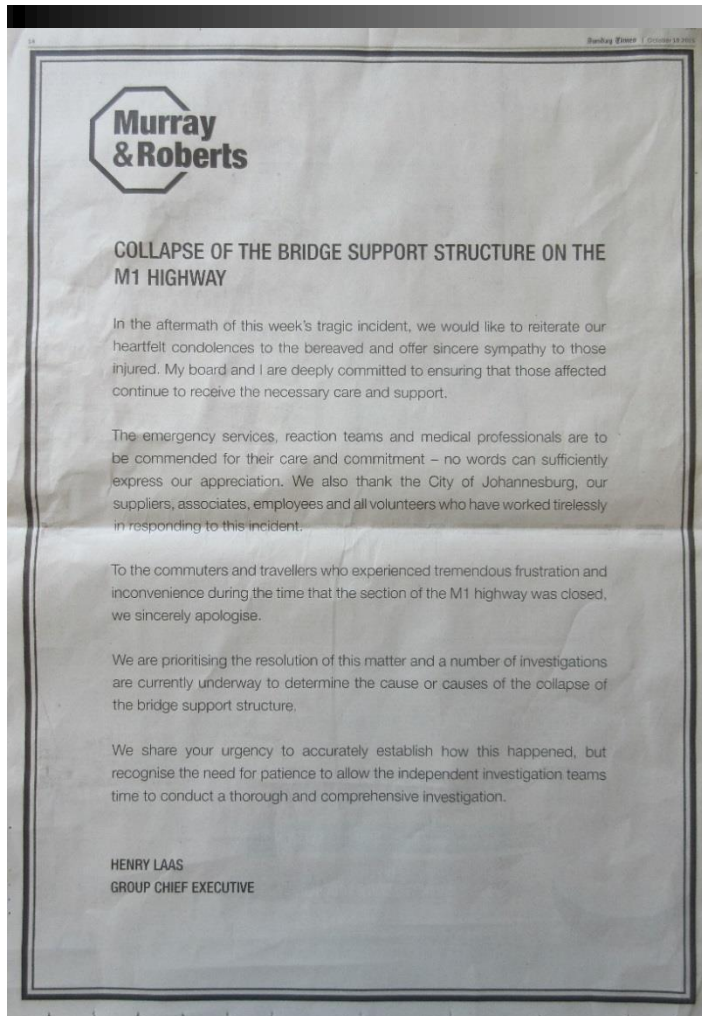 Sunday Times | October 18 2015
Murray
& Roberts
COLLAPSE OF THE BRIDGE SUPPORT STRUCTURE ON THE
M1 HIGHWAY
In the aftermath of this week's tragic incident, we would like to reiterate our
heartfelt condolences to the bereaved and offer sincere sympathy to those
injured. My board and I are deeply committed to ensuring that those affected
continue to receive the necessary care and support.
The emergency services, reaction teams and medical professionals are to
be commended for their care and commitment – no words can sufficiently
express our appreciation. We also thank the City of Johannesburg, our
suppliers, associates, employees and all volunteers who have worked tirelessly
in responding to this incident.
To the commuters and travellers who experienced tremendous frustration and
inconvenience during the time that the section of the M1 highway was closed,
we sincerely apologise.
We are prioritising the resolution of this matter and a number of investigations
are currently underway to determine the cause or causes of the collapse of
the bridge support structure.
We share your urgency to accurately establish how this happened, but
recognise the need for patience to allow the independent investigation teams
time to conduct a thorough and comprehensive investigation.
HENRY LAAS
GROUP CHIEF EXECUTIVE